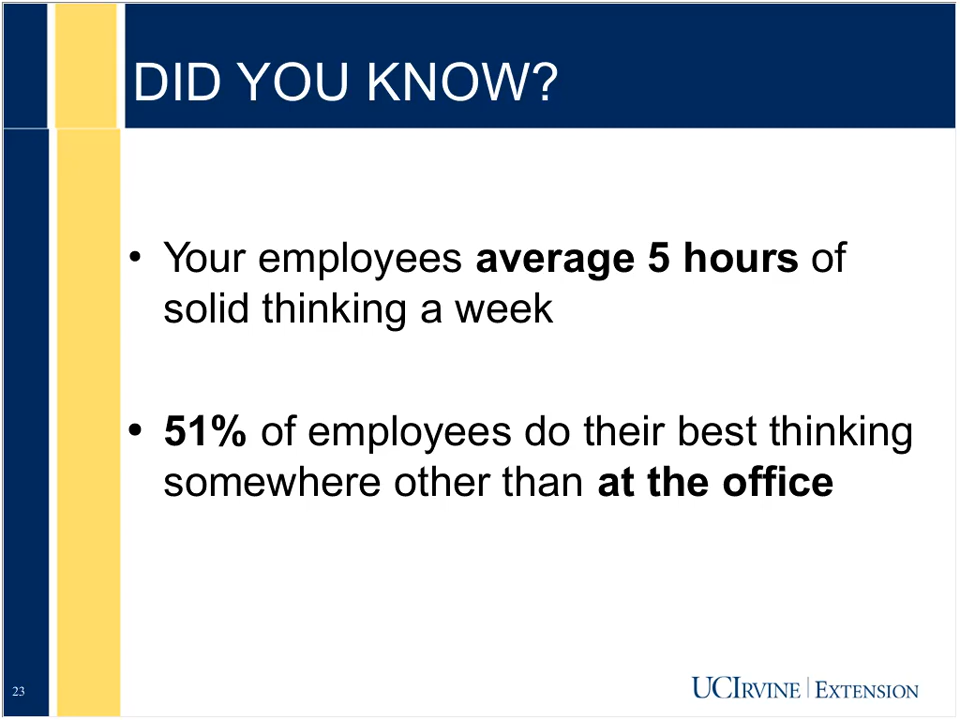 DID YOU KNOW?
• Your employees average 5 hours of
solid thinking a week
• 51% of employees do their best thinking
somewhere other than at the office
23
UCIRVINE | EXTENSION